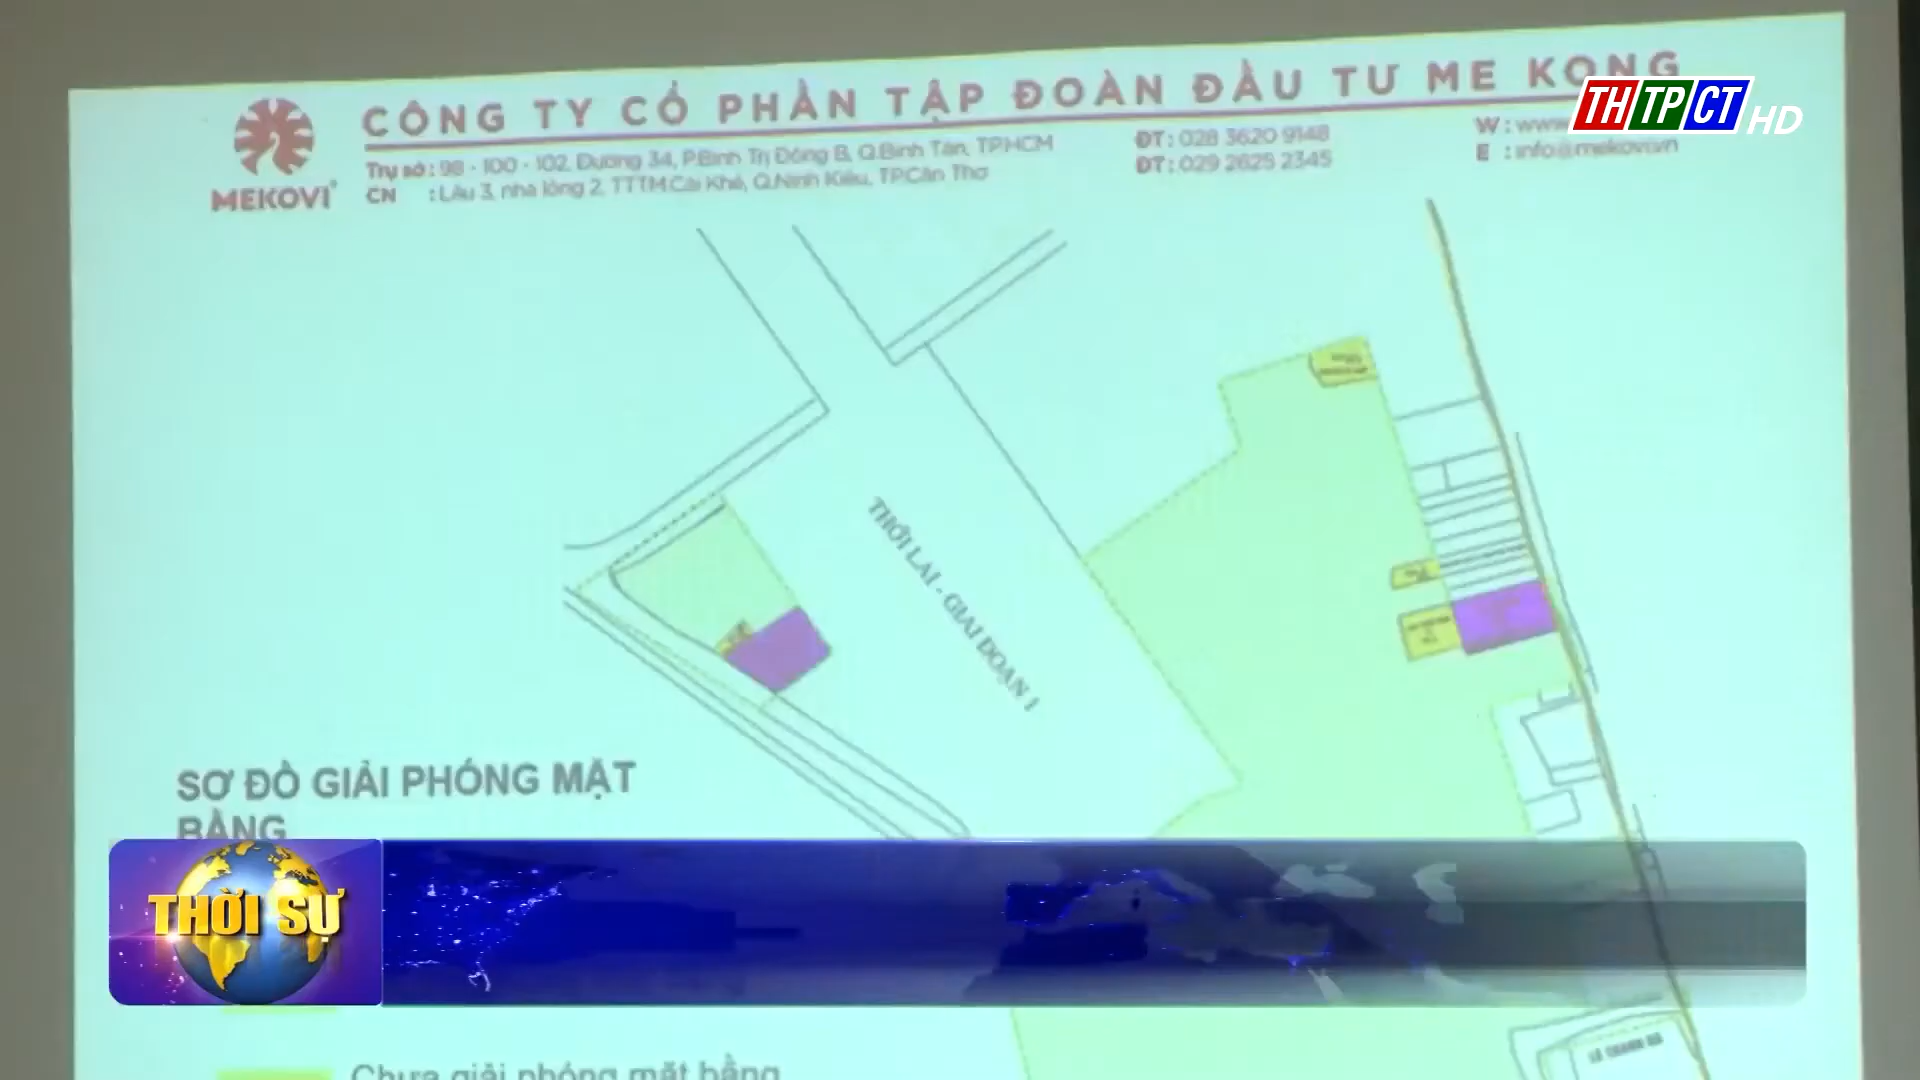 CÔNG TY CỔ PHẦN TẬP ĐOÀN ĐẦU TƯ ME KONG
THTPCT HD
MEKOVI
Trụ sở : 98 - 100 - 102, Đường 34, P.Bình Trị Đông B, Q.Bình Tân, TP.HCM
CN : Lầu 3, nhà lồng 2, TTTM.Cái Khế, Q.Ninh Kiều, TP.Cần Thơ
ĐT : 028 3620 9148
ĐT : 029 2625 2345
W : www
E : info@mekovi.vn
THỚI LAI - GIAI ĐOẠN 1
SƠ ĐỒ GIẢI PHÓNG MẶT
BẰNG
THỜI SỰ
Chưa giải phóng mặt bằng